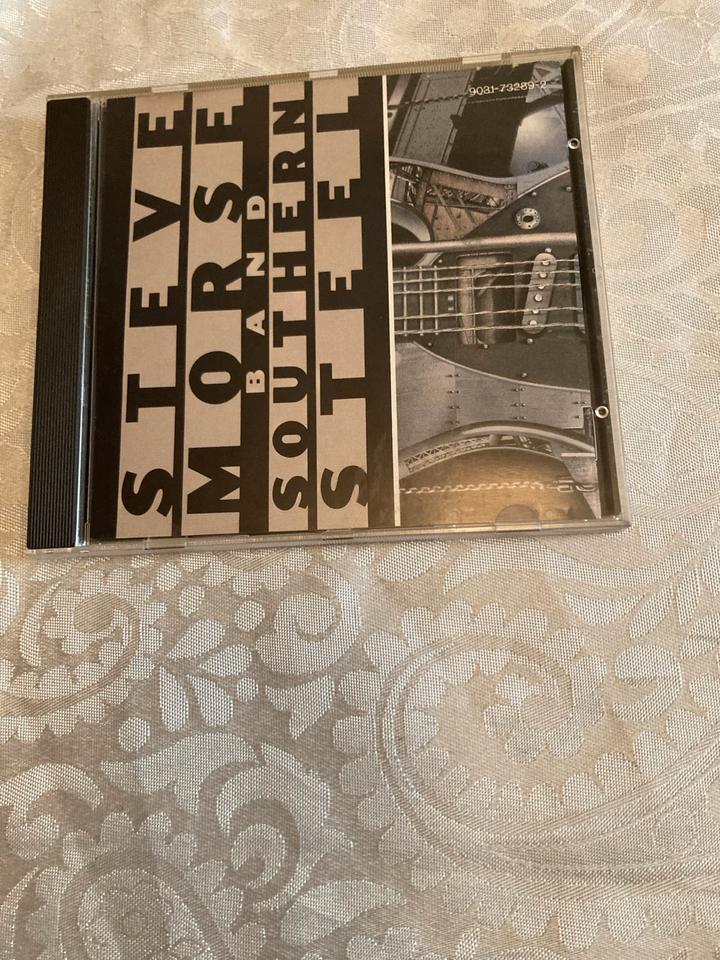 STEVE
MORSE
BAND
SOUTHERN
STEEL
9031-73289-2